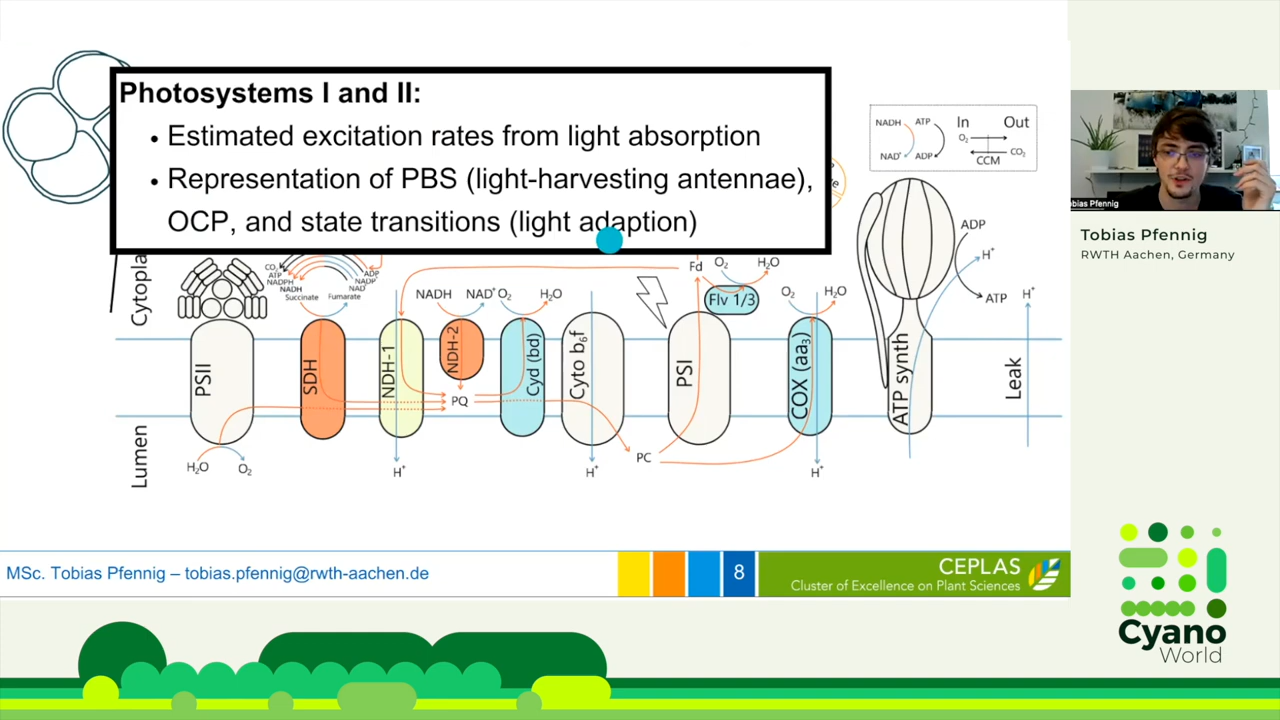 Photosystems I and II:
• Estimated excitation rates from light absorption
• Representation of PBS (light-harvesting antennae),
OCP, and state transitions (light adaption)
NADH ATP In Out
O₂
NAD⁺ ADP CCM CO₂
Tobias Pfennig
Tobias Pfennig
RWTH Aachen, Germany
Cytopla
CO₂
ATP
NADPH
NADH
ADP
NADP
NAD
Succinate Fumarate
NADH NAD⁺ O₂ H₂O
Fd O₂ H₂O
Flv 1/3
O₂ H₂O
ADP
H⁺
ATP H⁺
PSII
SDH
NDH-1
NDH-2
Cyd (bd)
Cyto b₆f
PSI
COX (aa₃)
ATP synth
Leak
PQ
PC
Lumen
H₂O O₂
H⁺
H⁺
H⁺
MSc. Tobias Pfennig – tobias.pfennig@rwth-aachen.de
8
CEPLAS
Cluster of Excellence on Plant Sciences
Cyano
World